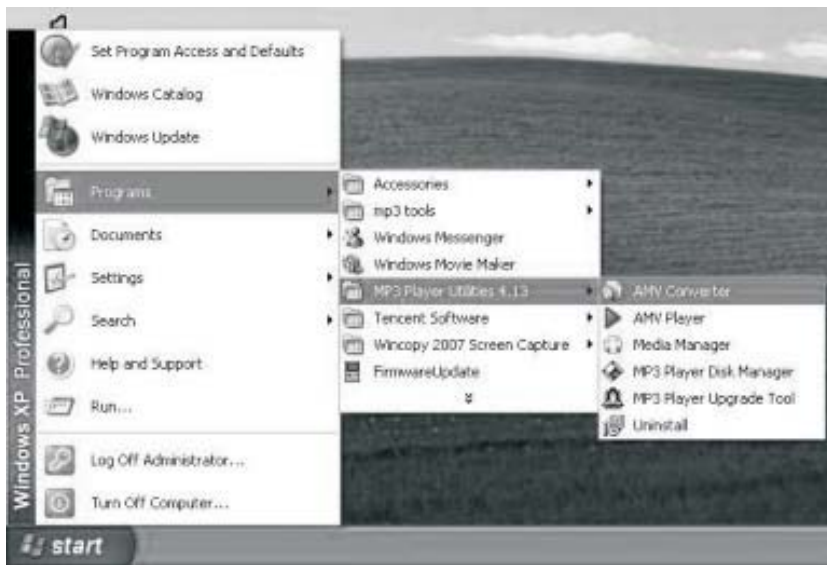 Set Program Access and Defaults
Windows Catalog
Windows Update
Programs
Documents
Settings
Search
Help and Support
Run...
Log Off Administrator...
Turn Off Computer...
Windows XP Professional
start
Accessories
mp3 tools
Windows Messenger
Windows Movie Maker
MP3 Player Utilities 4.13
Tencent Software
Wincopy 2007 Screen Capture
FirmwareUpdate
AMV Converter
AMV Player
Media Manager
MP3 Player Disk Manager
MP3 Player Upgrade Tool
Uninstall